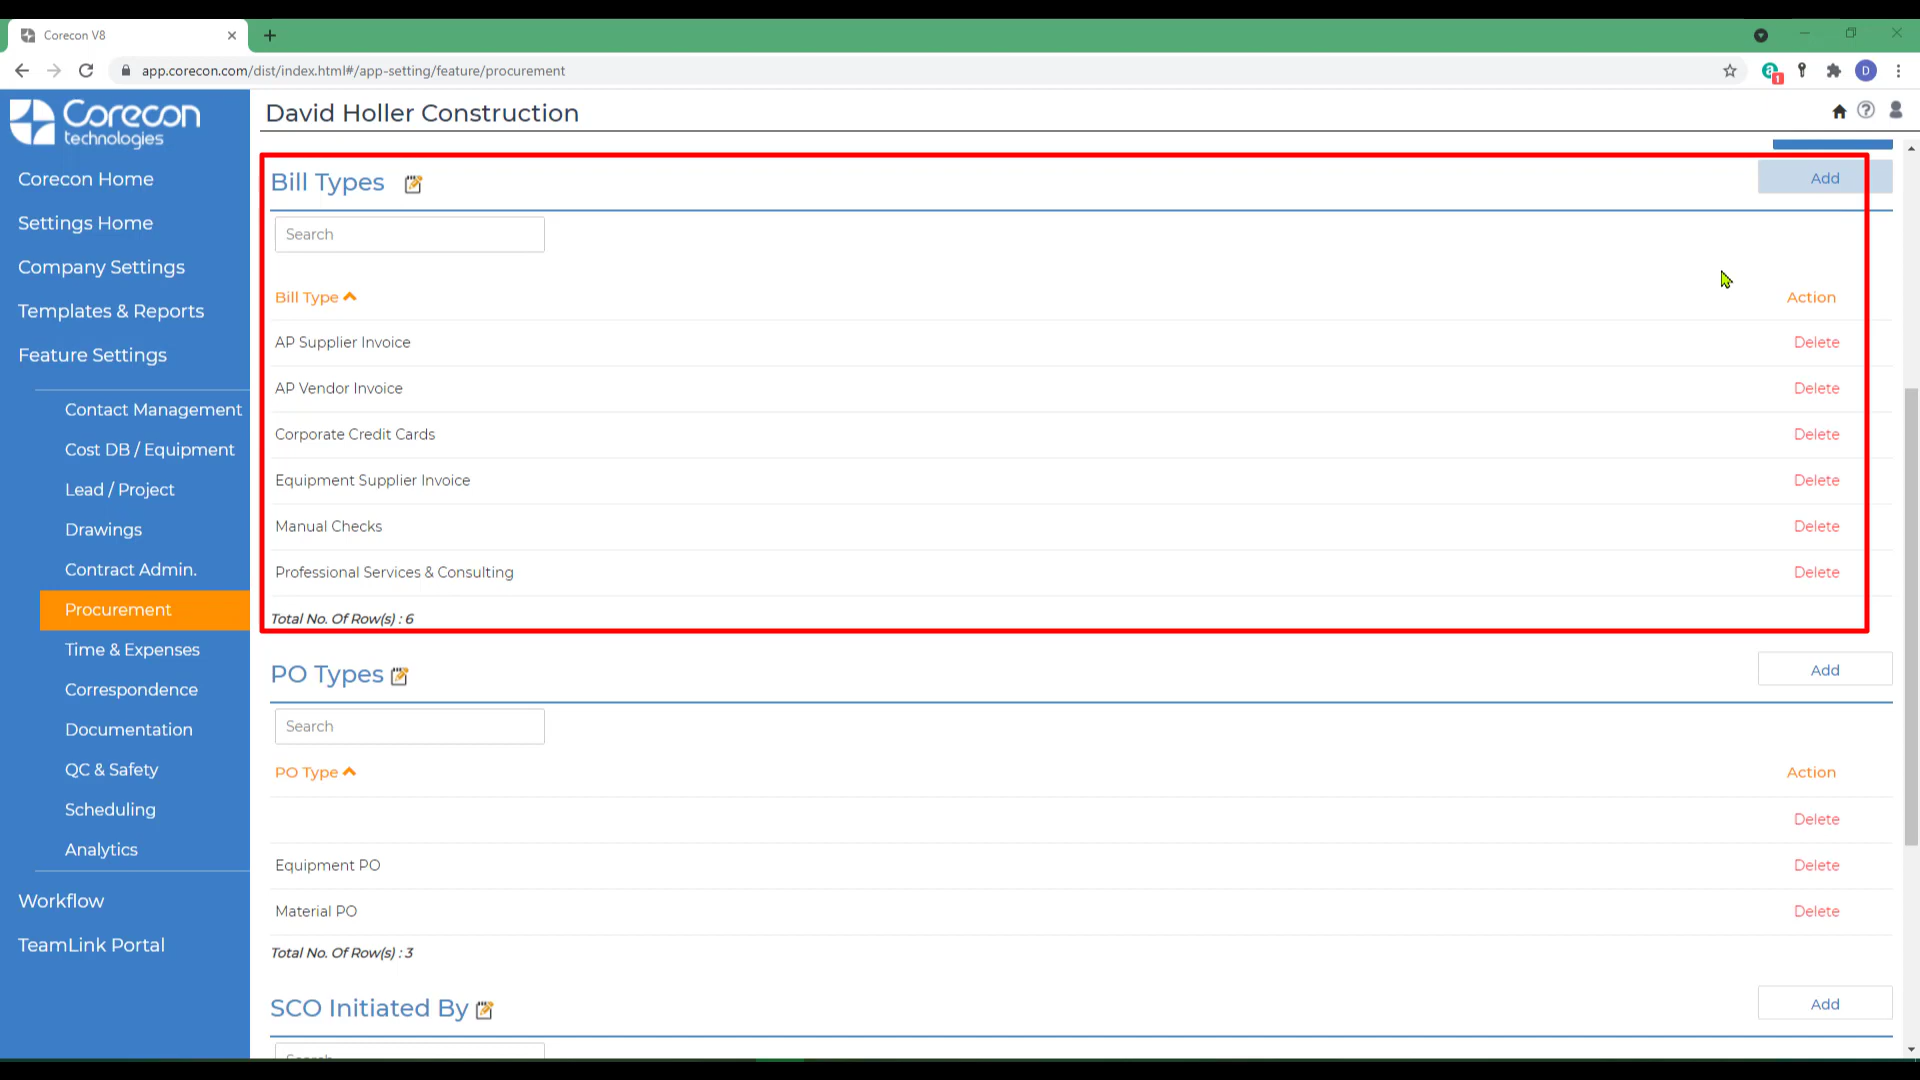 Corecon V8
app.corecon.com/dist/index.html#/app-setting/feature/procurement
1
D
Corecon
technologies
David Holler Construction
Corecon Home
Settings Home
Company Settings
Templates & Reports
Feature Settings
Contact Management
Cost DB / Equipment
Lead / Project
Drawings
Contract Admin.
Procurement
Time & Expenses
Correspondence
Documentation
QC & Safety
Scheduling
Analytics
Workflow
TeamLink Portal
Bill Types
Add
Search
Bill Type Action
AP Supplier Invoice Delete
AP Vendor Invoice Delete
Corporate Credit Cards Delete
Equipment Supplier Invoice Delete
Manual Checks Delete
Professional Services & Consulting Delete
Total No. Of Row(s) : 6
PO Types
Add
Search
PO Type Action
Delete
Equipment PO Delete
Material PO Delete
Total No. Of Row(s) : 3
SCO Initiated By
Add
Search